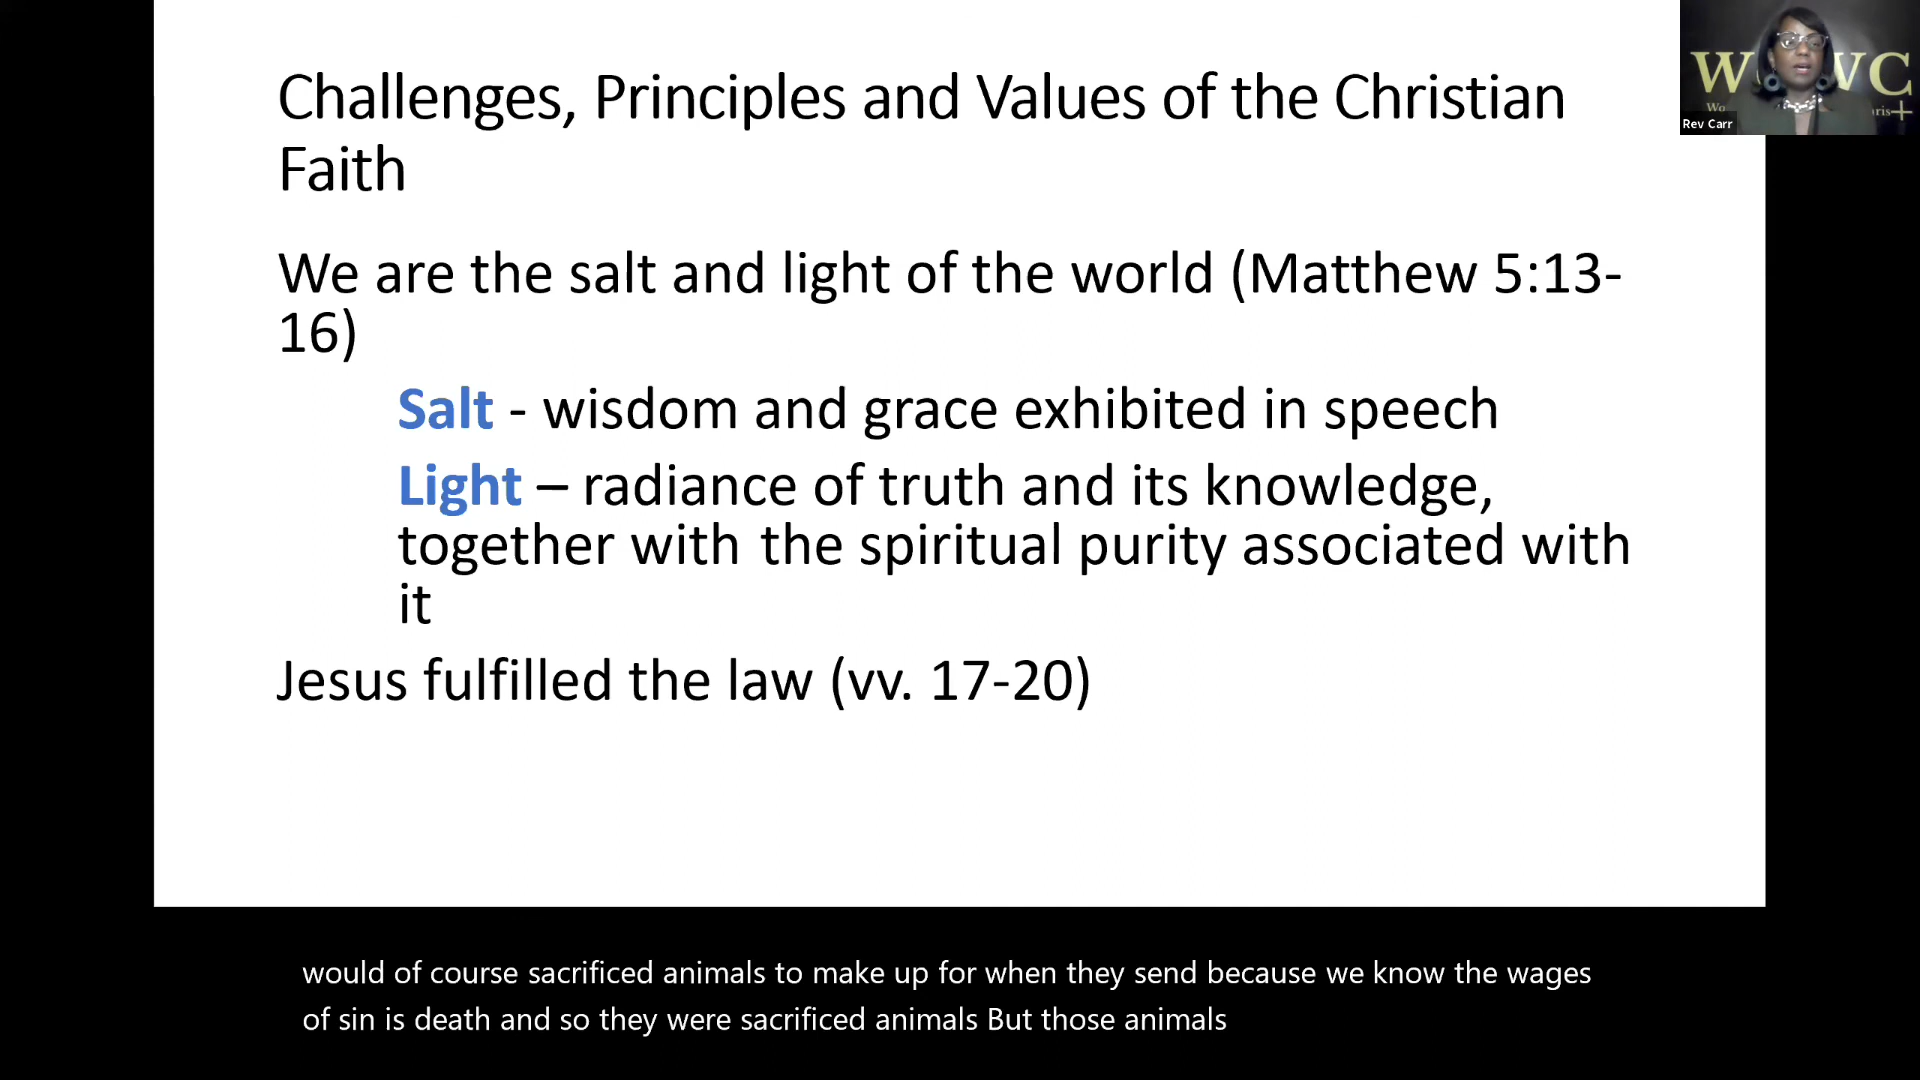 Challenges, Principles and Values of the Christian
Faith
We are the salt and light of the world (Matthew 5:13-
16)
Salt - wisdom and grace exhibited in speech
Light – radiance of truth and its knowledge,
together with the spiritual purity associated with
it
Jesus fulfilled the law (vv. 17-20)
Rev Carr
would of course sacrificed animals to make up for when they send because we know the wages
of sin is death and so they were sacrificed animals But those animals